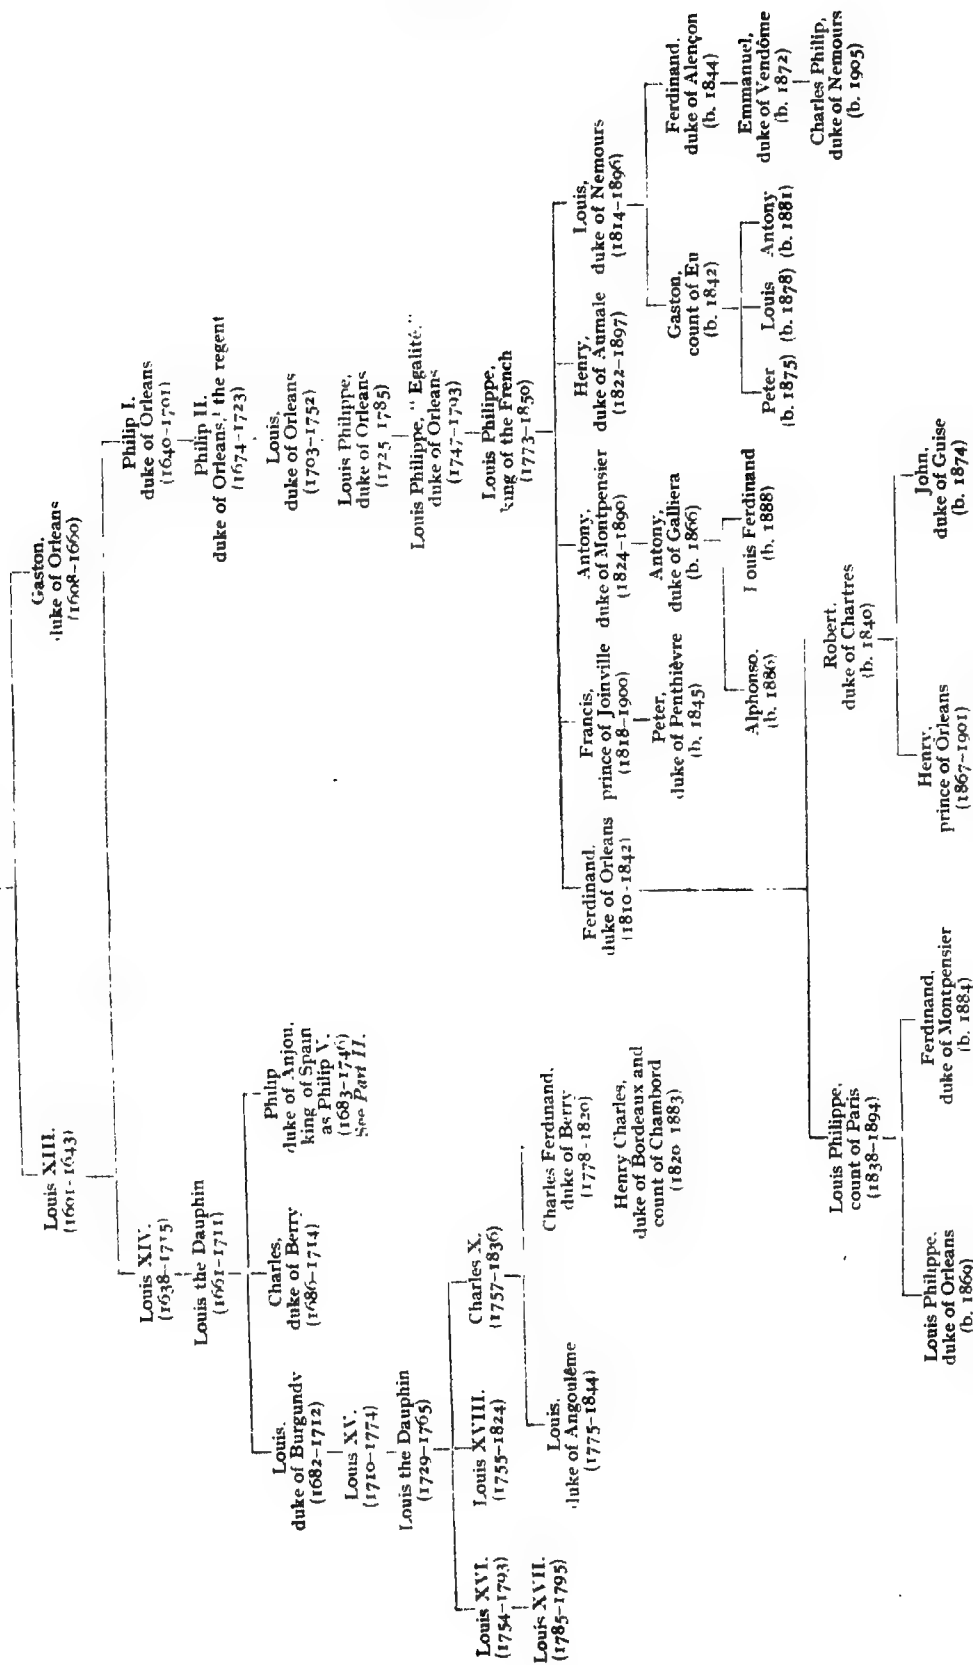 Louis XIII.
(1601-1643)
Gaston,
duke of Orleans
(1608-1660)
Louis XIV.
(1638-1715)
Philip I.
duke of Orleans
(1640-1701)
Louis the Dauphin
(1661-1711)
Philip II.
duke of Orleans,¹ the regent
(1674-1723)
Louis,
duke of Burgundy
(1682-1712)
Charles,
duke of Berry
(1686-1714)
Philip
duke of Anjou,
king of Spain
as Philip V.
(1683-1746)
See Part II.
Louis,
duke of Orleans
(1703-1752)
Louis XV.
(1710-1774)
Louis Philippe,
duke of Orleans
(1725 1785)
Louis the Dauphin
(1729-1765)
Louis Philippe, "Egalité,"
duke of Orleans
(1747-1793)
Louis XVI.
(1754-1793)
Louis XVIII.
(1755-1824)
Charles X.
(1757-1836)
Louis Philippe,
king of the French
(1773-1850)
Louis XVII.
(1785-1795)
Louis,
duke of Angoulême
(1775-1844)
Charles Ferdinand,
duke of Berry
(1778-1820)
Henry Charles,
duke of Bordeaux and
count of Chambord
(1820 1883)
Ferdinand,
duke of Orleans
(1810-1842)
Francis,
prince of Joinville
(1818-1900)
Antony,
duke of Montpensier
(1824-1890)
Henry,
duke of Aumale
(1822-1897)
Louis,
duke of Nemours
(1814-1896)
Peter,
duke of Penthièvre
(b. 1845)
Antony,
duke of Galliera
(b. 1866)
Gaston,
count of Eu
(b. 1842)
Ferdinand,
duke of Alençon
(b. 1844)
Alphonso,
(b. 1886)
Louis Ferdinand
(b. 1888)
Peter
(b. 1875)
Louis
(b. 1878)
Antony
(b. 1881)
Emmanuel,
duke of Vendôme
(b. 1872)
Charles Philip,
duke of Nemours
(b. 1905)
Louis Philippe,
count of Paris
(1838-1894)
Robert,
duke of Chartres
(b. 1840)
Louis Philippe,
duke of Orleans
(b. 1869)
Ferdinand,
duke of Montpensier
(b. 1884)
Henry,
prince of Orleans
(1867-1901)
John,
duke of Guise
(b. 1874)